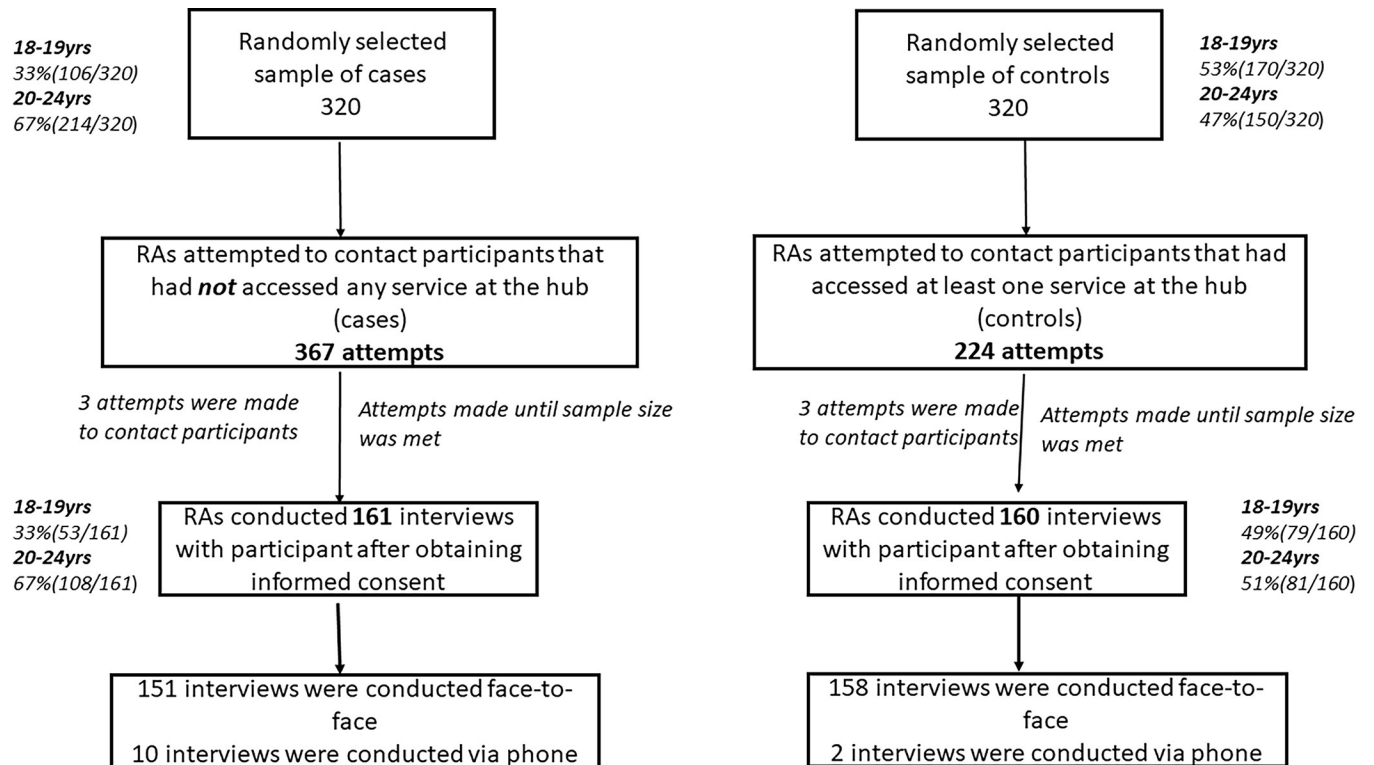 18-19yrs
33%(106/320)
20-24yrs
67%(214/320)
Randomly selected
sample of cases
320
Randomly selected
sample of controls
320
18-19yrs
53%(170/320)
20-24yrs
47%(150/320)
RAs attempted to contact participants that
had not accessed any service at the hub
(cases)
367 attempts
RAs attempted to contact participants that had
accessed at least one service at the hub
(controls)
224 attempts
3 attempts were made
to contact participants
Attempts made until sample size
was met
3 attempts were made
to contact participants
Attempts made until sample size
was met
18-19yrs
33%(53/161)
20-24yrs
67%(108/161)
RAs conducted 161 interviews
with participant after obtaining
informed consent
RAs conducted 160 interviews
with participant after obtaining
informed consent
18-19yrs
49%(79/160)
20-24yrs
51%(81/160)
151 interviews were conducted face-to-
face
10 interviews were conducted via phone
158 interviews were conducted face-to-
face
2 interviews were conducted via phone